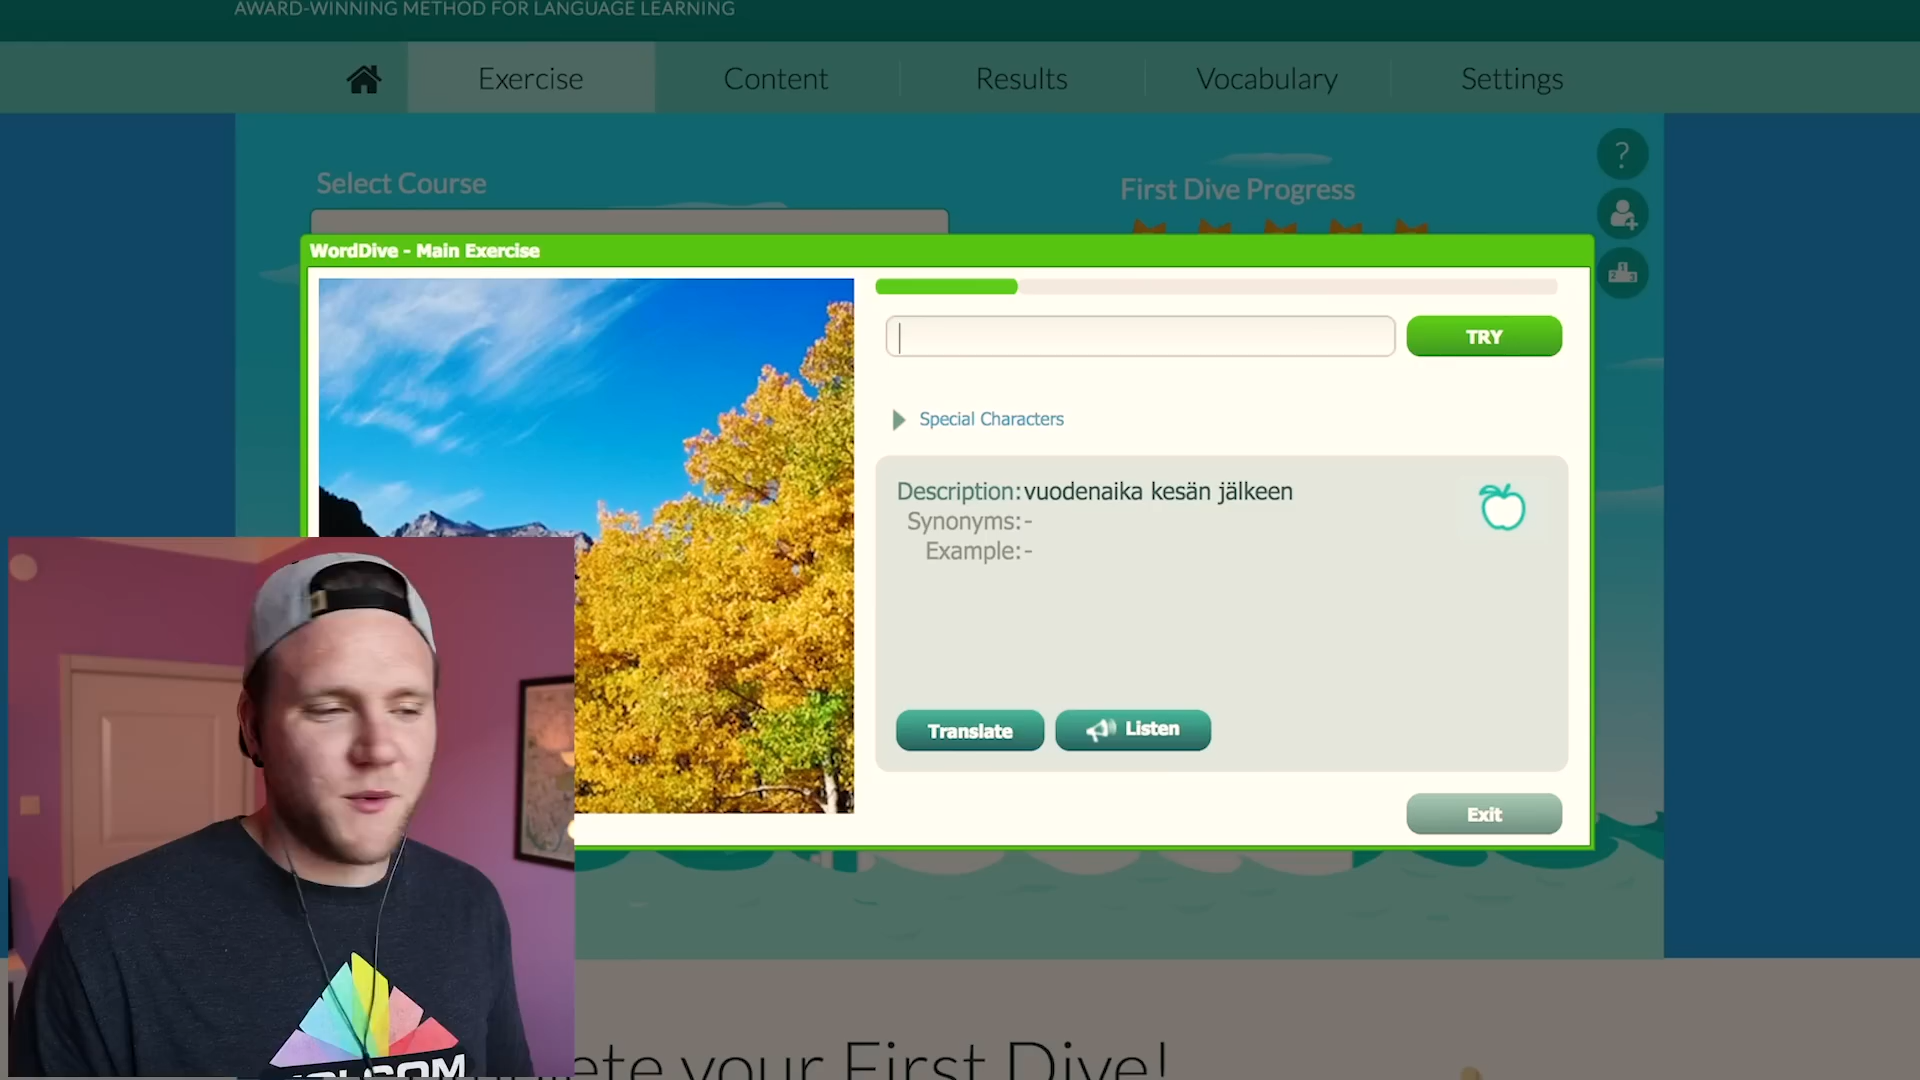 AWARD-WINNING METHOD FOR LANGUAGE LEARNING
Exercise
Content
Results
Vocabulary
Settings
Select Course
First Dive Progress
?
WordDive - Main Exercise
TRY
Special Characters
Description: vuodenaika kesän jälkeen
Synonyms: -
Example: -
Translate
Listen
Exit
your First Dive!